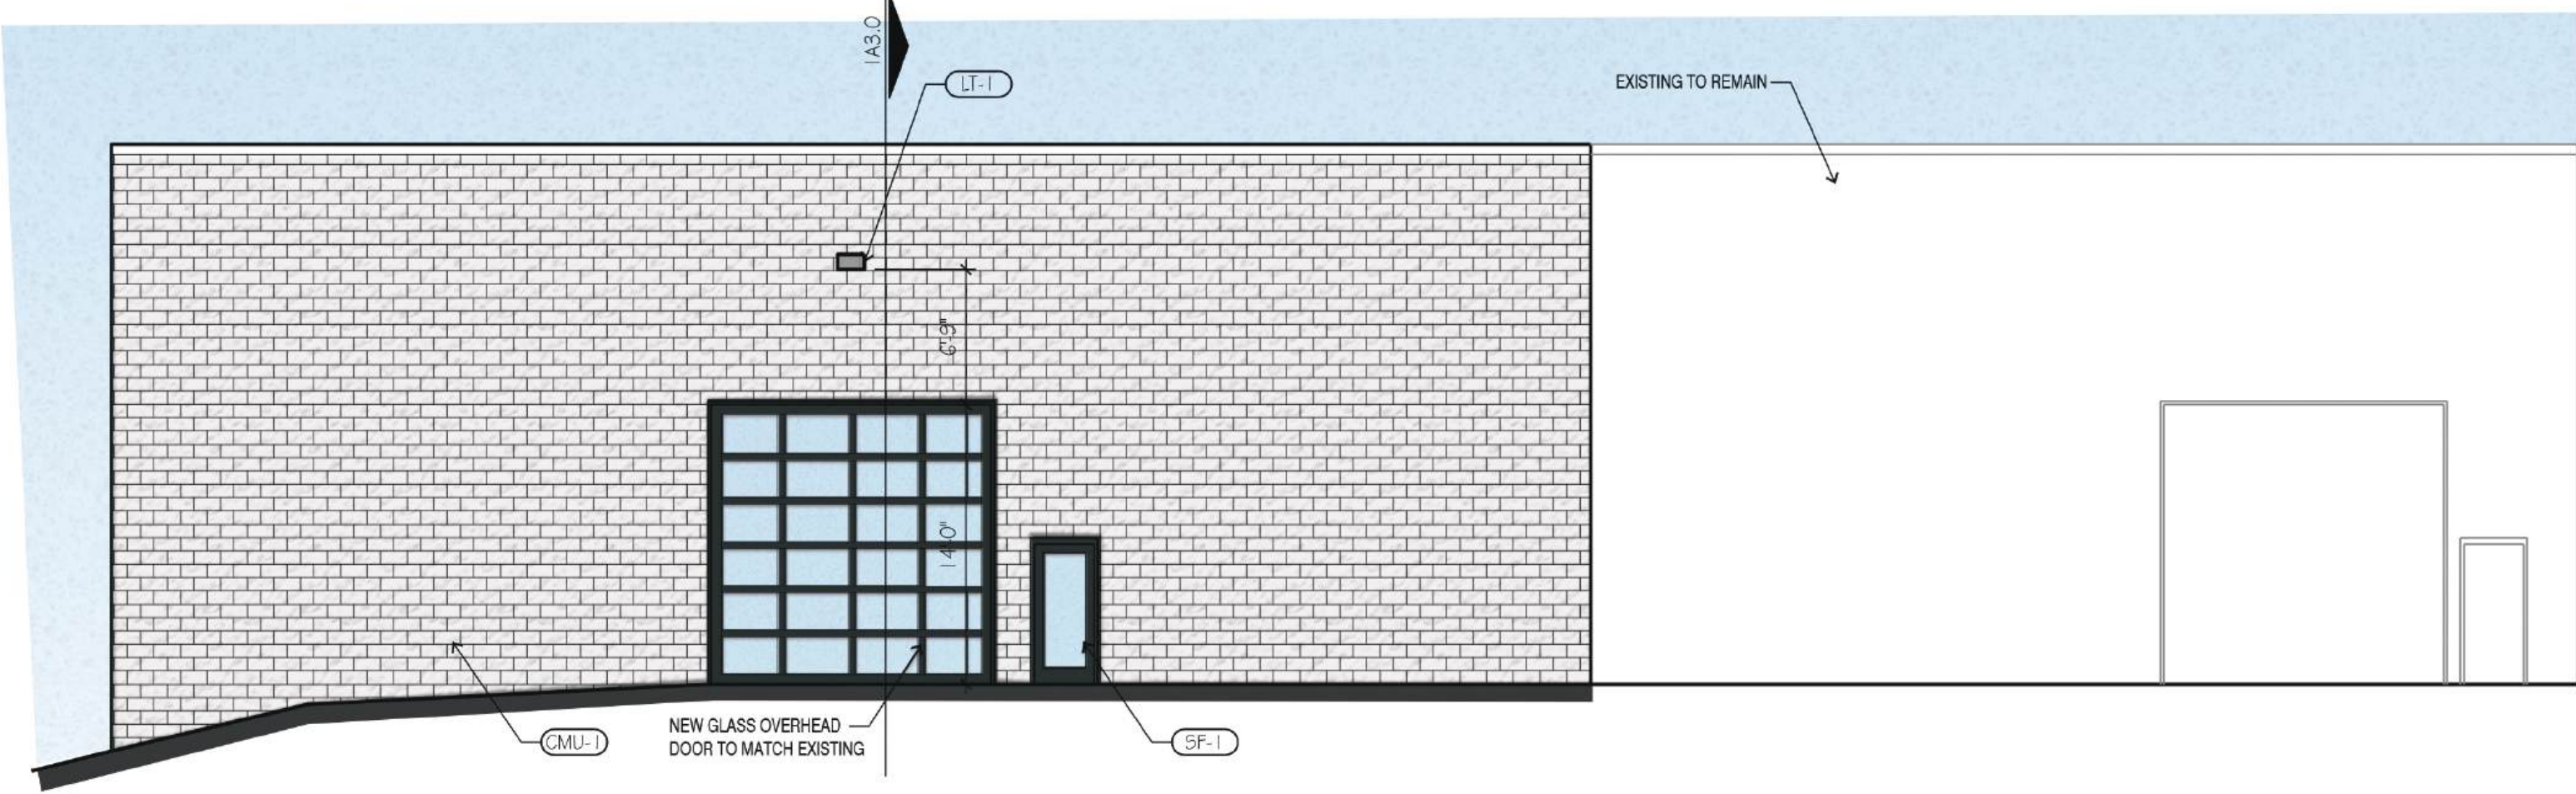 1A3.0
LT-1
EXISTING TO REMAIN
6'-9"
14'-0"
CMU-1
NEW GLASS OVERHEAD
DOOR TO MATCH EXISTING
SF-1